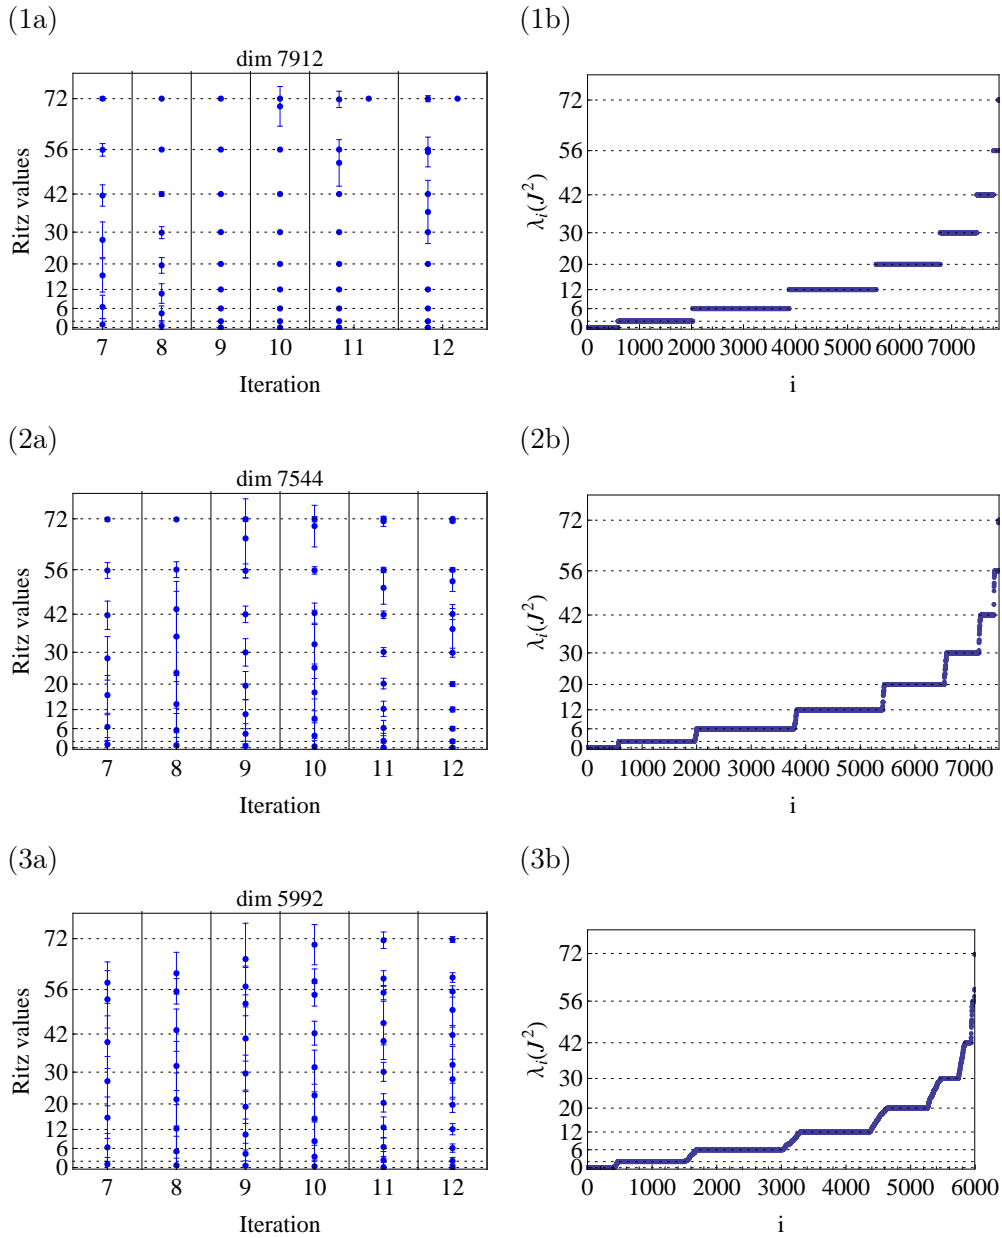 (1a)
(1b)
dim 7912
72
56
42
30
20
12
6
0
Ritz values
7 8 9 10 11 12
Iteration
72
56
42
30
20
12
6
0
λi(J²)
0 1000 2000 3000 4000 5000 6000 7000
i
(2a)
(2b)
dim 7544
72
56
42
30
20
12
6
0
Ritz values
7 8 9 10 11 12
Iteration
72
56
42
30
20
12
6
0
λi(J²)
0 1000 2000 3000 4000 5000 6000 7000
i
(3a)
(3b)
dim 5992
72
56
42
30
20
12
6
0
Ritz values
7 8 9 10 11 12
Iteration
72
56
42
30
20
12
6
0
λi(J²)
0 1000 2000 3000 4000 5000 6000
i